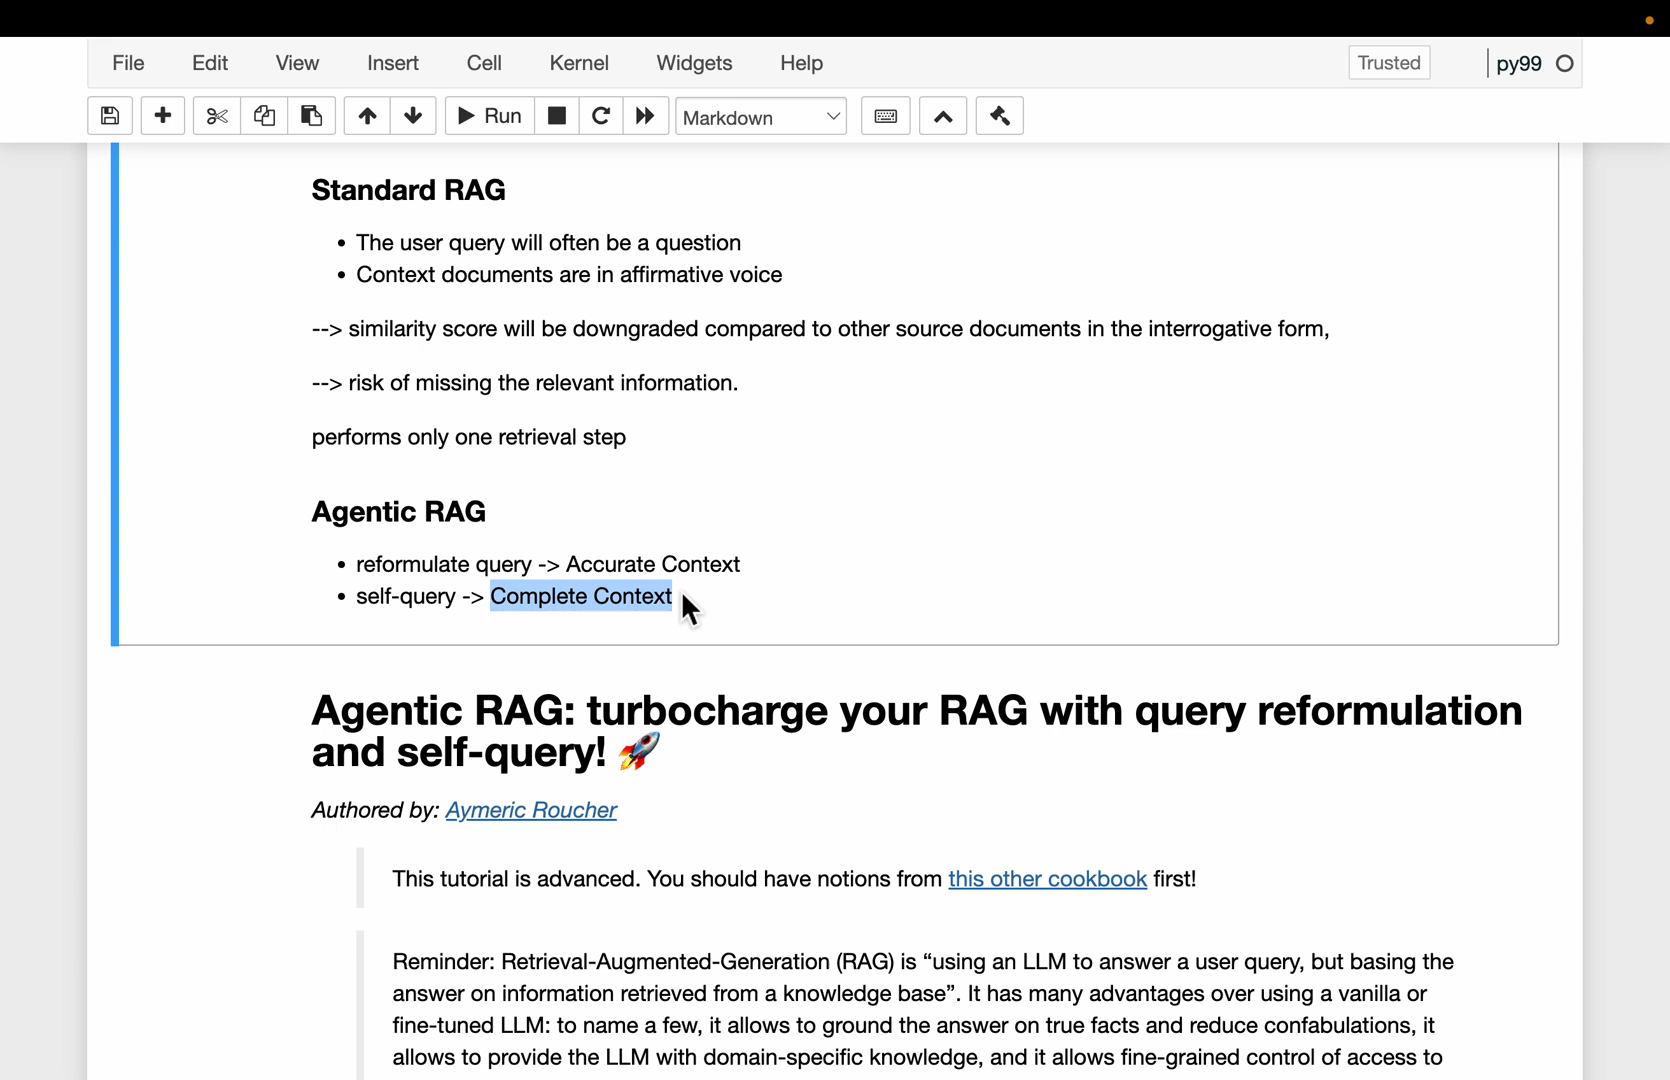 File Edit View Insert Cell Kernel Widgets Help Trusted py99
Run Markdown
Standard RAG
• The user query will often be a question
• Context documents are in affirmative voice
--> similarity score will be downgraded compared to other source documents in the interrogative form,
--> risk of missing the relevant information.
performs only one retrieval step
Agentic RAG
• reformulate query -> Accurate Context
• self-query -> Complete Context
Agentic RAG: turbocharge your RAG with query reformulation
and self-query! 🚀
Authored by: Aymeric Roucher
This tutorial is advanced. You should have notions from this other cookbook first!
Reminder: Retrieval-Augmented-Generation (RAG) is “using an LLM to answer a user query, but basing the
answer on information retrieved from a knowledge base”. It has many advantages over using a vanilla or
fine-tuned LLM: to name a few, it allows to ground the answer on true facts and reduce confabulations, it
allows to provide the LLM with domain-specific knowledge, and it allows fine-grained control of access to